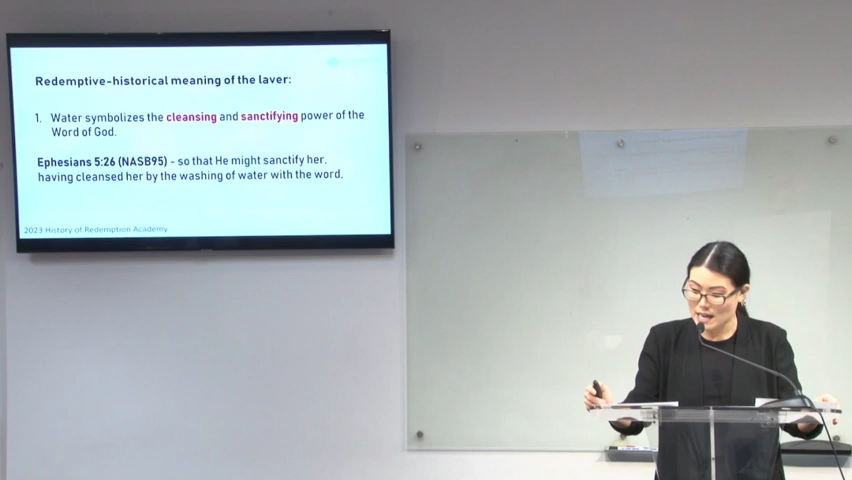 Redemptive-historical meaning of the laver:
1. Water symbolizes the cleansing and sanctifying power of the
Word of God.
Ephesians 5:26 (NASB95) - so that He might sanctify her,
having cleansed her by the washing of water with the word,
2023 History of Redemption Academy